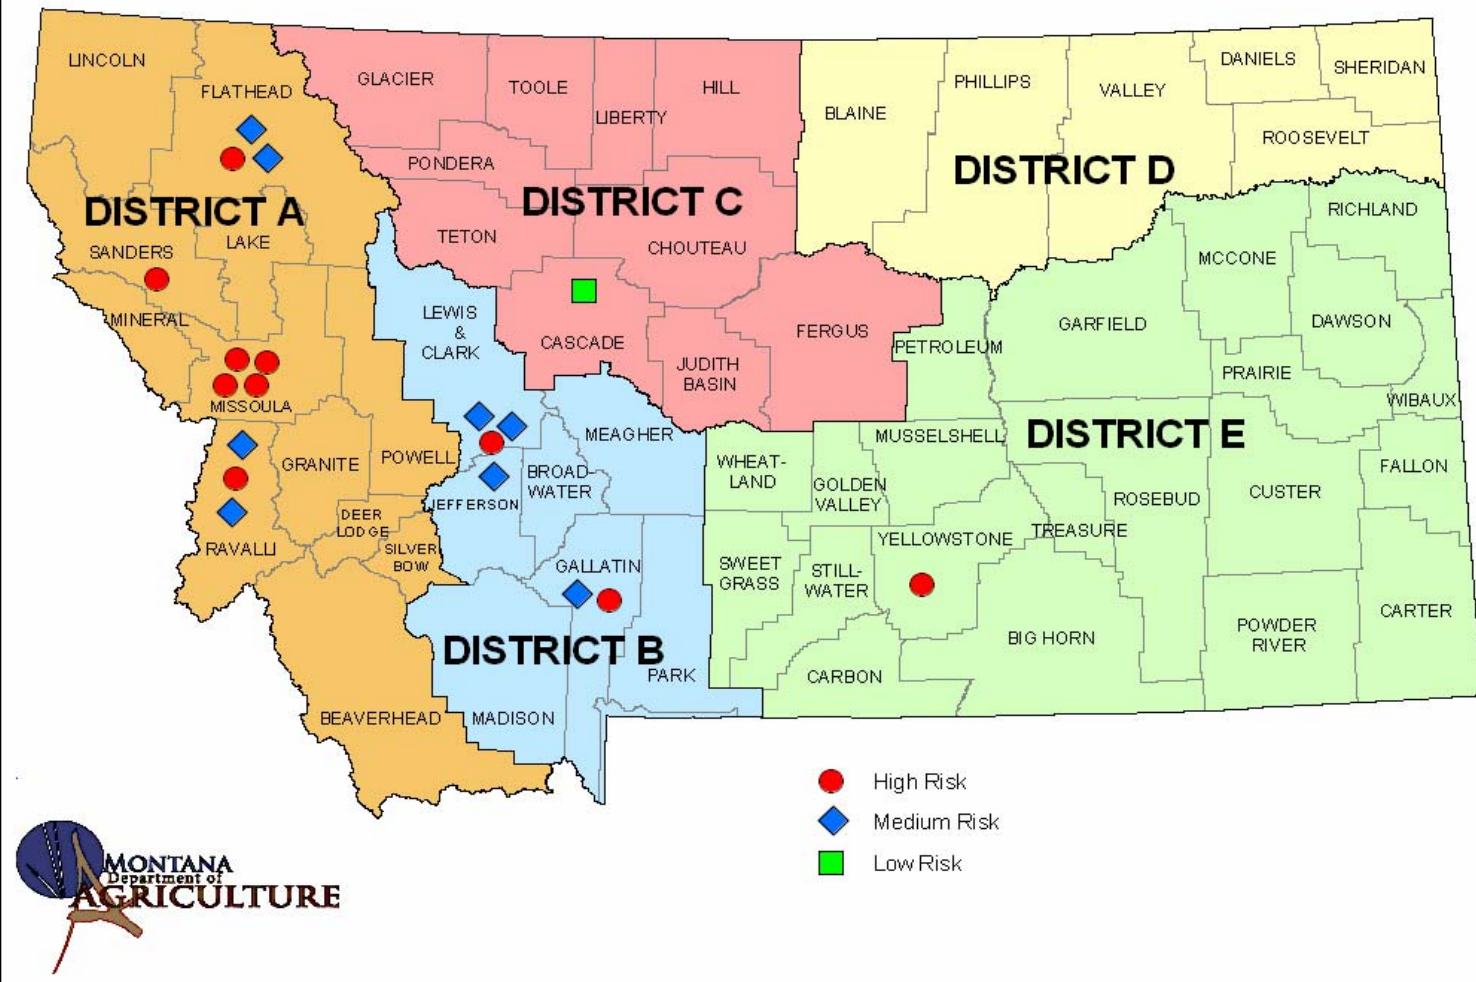 LINCOLN
FLATHEAD
GLACIER
TOOLE
LIBERTY
HILL
BLAINE
PHILLIPS
VALLEY
DANIELS
SHERIDAN
ROOSEVELT
PONDERA
DISTRICT A
DISTRICT C
DISTRICT D
SANDERS
LAKE
TETON
CHOUTEAU
RICHLAND
MCCONE
MINERAL
LEWIS
&
CLARK
CASCADE
FERGUS
PETROLEUM
GARFIELD
DAWSON
JUDITH
BASIN
PRAIRIE
WIBAUX
MISSOULA
MEAGHER
MUSSELSHELL
DISTRICT E
GRANITE
POWELL
BROAD-
WATER
WHEAT-
LAND
GOLDEN
VALLEY
ROSEBUD
CUSTER
FALLON
JEFFERSON
DEER
LODGE
SILVER
BOW
RAVALLI
GALLATIN
SWEET
GRASS
STILL-
WATER
YELLOWSTONE
TREASURE
DISTRICT B
PARK
CARBON
BIG HORN
POWDER
RIVER
CARTER
BEAVERHEAD
MADISON
High Risk
Medium Risk
Low Risk
MONTANA
Department of
AGRICULTURE